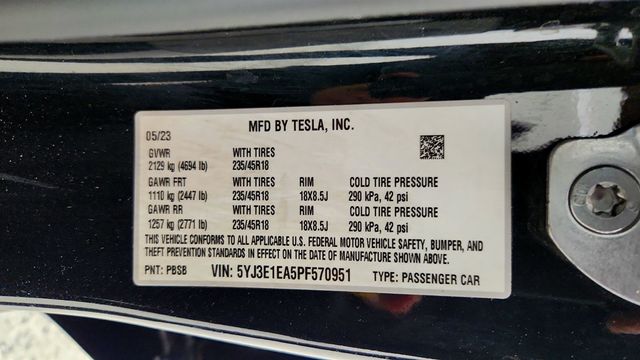 MFD BY TESLA, INC.
05/23
GVWR WITH TIRES
2129 kg (4694 lb) 235/45R18
GAWR FRT WITH TIRES RIM COLD TIRE PRESSURE
1110 kg (2447 lb) 235/45R18 18X8.5J 290 kPa, 42 psi
GAWR RR WITH TIRES RIM COLD TIRE PRESSURE
1257 kg (2771 lb) 235/45R18 18X8.5J 290 kPa, 42 psi
THIS VEHICLE CONFORMS TO ALL APPLICABLE U.S. FEDERAL MOTOR VEHICLE SAFETY, BUMPER, AND
THEFT PREVENTION STANDARDS IN EFFECT ON THE DATE OF MANUFACTURE SHOWN ABOVE.
PNT: PBSB VIN: 5YJ3E1EA5PF570951 TYPE: PASSENGER CAR